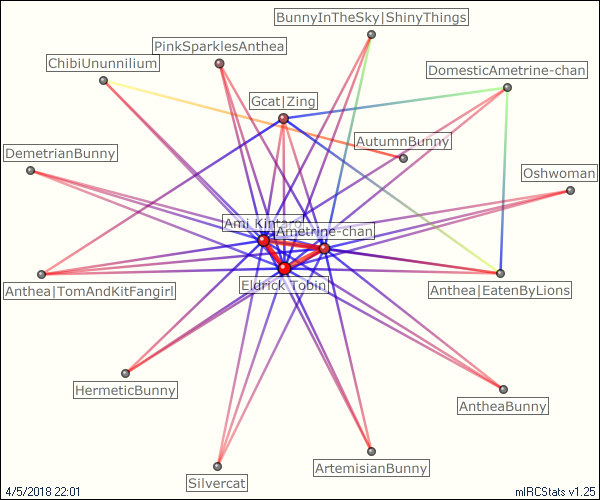 BunnyInTheSky|ShinyThings
PinkSparklesAnthea
ChibiUnunnilium
DomesticAmetrine-chan
Gcat|Zing
AutumnBunny
DemetrianBunny
Oshwoman
Ami_Kintaro
Ametrine-chan
Eldrick_Tobin
Anthea|TomAndKitFangirl
Anthea|EatenByLions
HermeticBunny
AntheaBunny
ArtemisianBunny
Silvercat
4/5/2018 22:01
mIRCStats v1.25